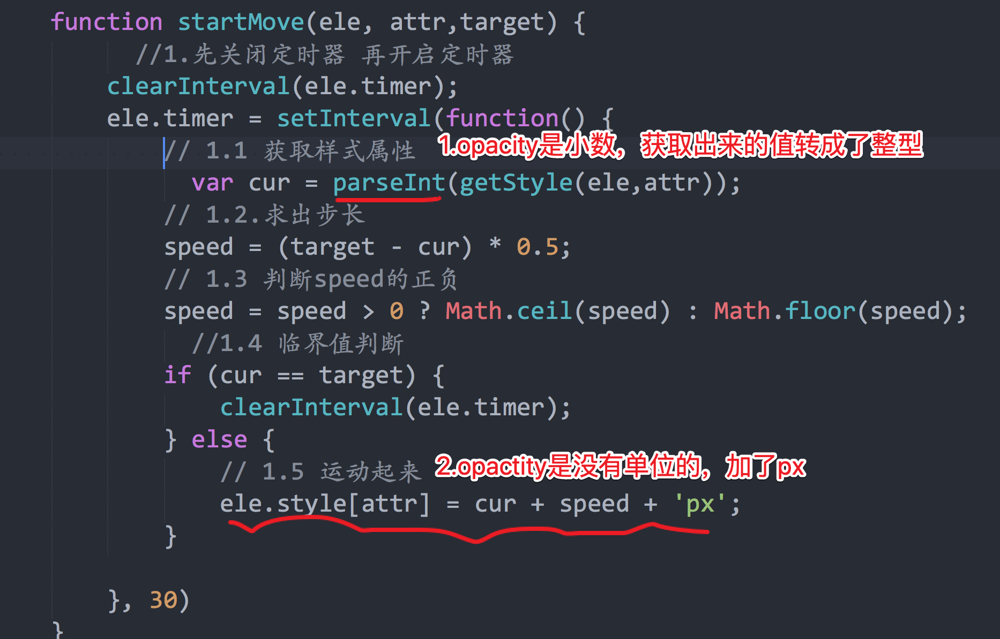 function startMove(ele, attr,target) {
//1.先关闭定时器 再开启定时器
clearInterval(ele.timer);
ele.timer = setInterval(function() {
// 1.1 获取样式属性
1.opacity是小数，获取出来的值转成了整型
var cur = parseInt(getStyle(ele,attr));
// 1.2.求出步长
speed = (target - cur) * 0.5;
// 1.3 判断speed的正负
speed = speed > 0 ? Math.ceil(speed) : Math.floor(speed);
//1.4 临界值判断
if (cur == target) {
clearInterval(ele.timer);
} else {
// 1.5 运动起来
2.opactity是没有单位的，加了px
ele.style[attr] = cur + speed + 'px';
}
}, 30)
}